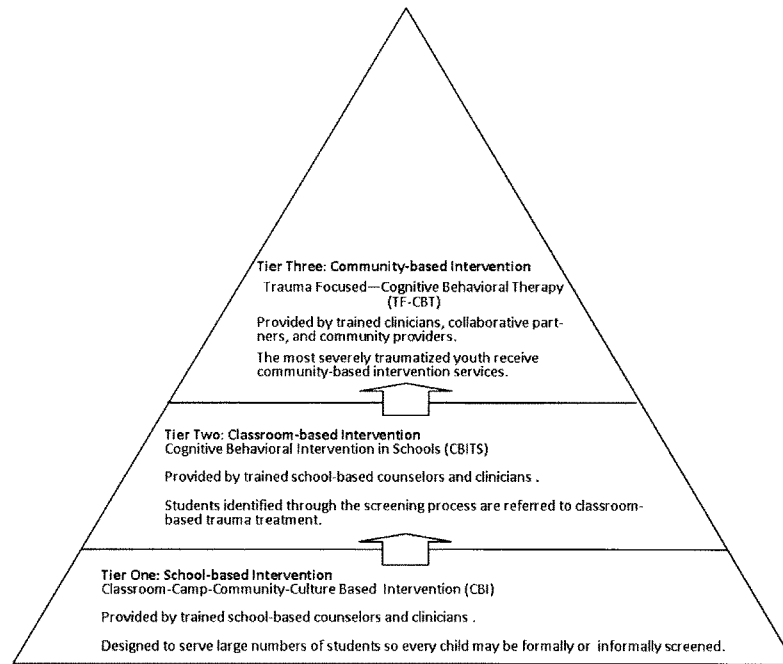 Tier Three: Community-based Intervention
Trauma Focused—Cognitive Behavioral Therapy
(TF-CBT)
Provided by trained clinicians, collaborative part-
ners, and community providers.
The most severely traumatized youth receive
community-based intervention services.
Tier Two: Classroom-based Intervention
Cognitive Behavioral Intervention in Schools (CBITS)
Provided by trained school-based counselors and clinicians .
Students identified through the screening process are referred to classroom-
based trauma treatment.
Tier One: School-based Intervention
Classroom-Camp-Community-Culture Based Intervention (CBI)
Provided by trained school-based counselors and clinicians .
Designed to serve large numbers of students so every child may be formally or informally screened.